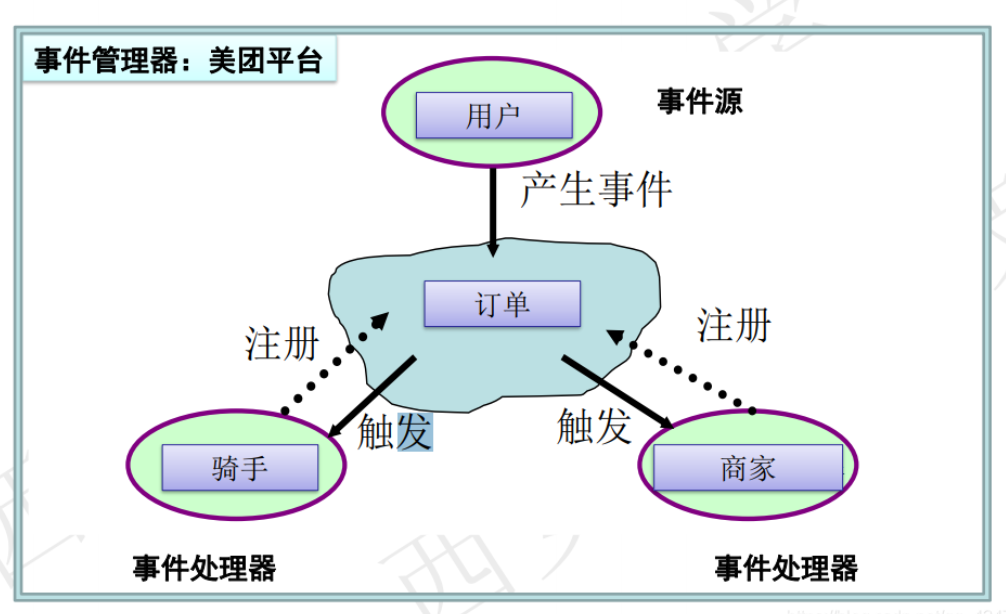 事件管理器：美团平台
用户
事件源
产生事件
订单
注册
注册
触发
触发
骑手
商家
事件处理器
事件处理器